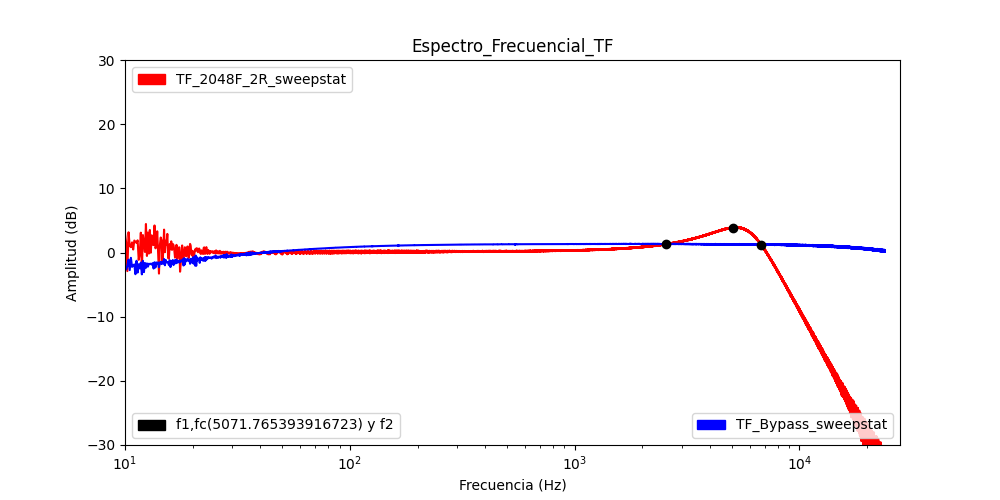 Espectro_Frecuencial_TF
TF_2048F_2R_sweepstat
30
20
10
0
−10
−20
−30
Amplitud (dB)
f1,fc(5071.765393916723) y f2
TF_Bypass_sweepstat
10¹ 10² 10³ 10⁴
Frecuencia (Hz)